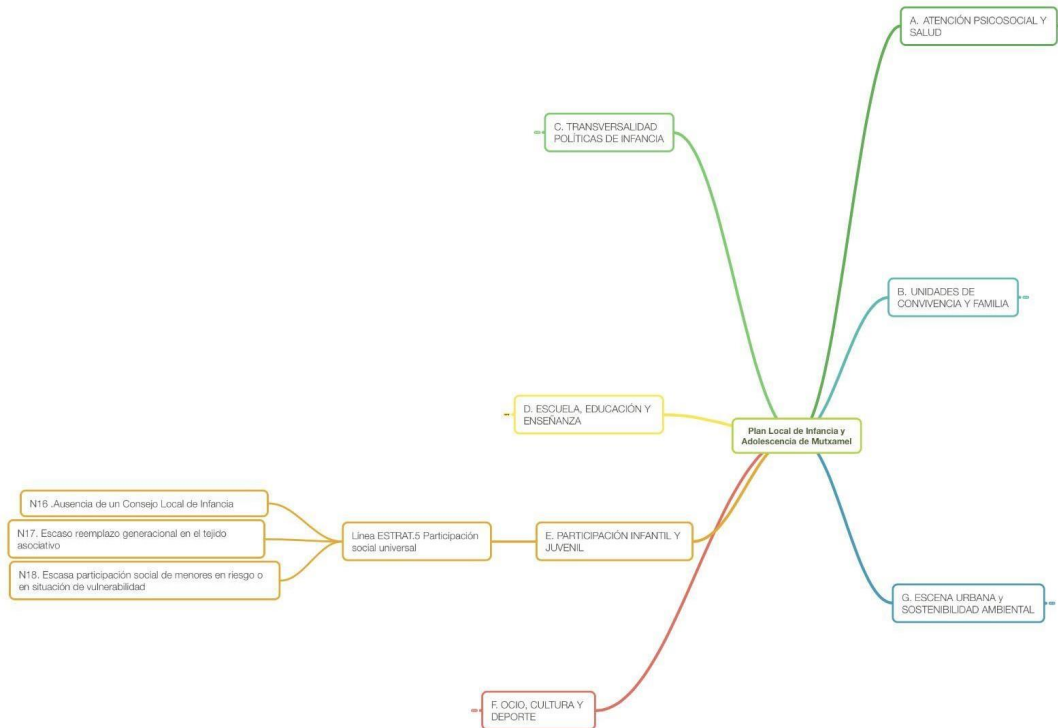 A. ATENCIÓN PSICOSOCIAL Y
SALUD
C. TRANSVERSALIDAD
POLÍTICAS DE INFANCIA
B. UNIDADES DE
CONVIVENCIA Y FAMILIA
D. ESCUELA, EDUCACIÓN Y
ENSEÑANZA
Plan Local de Infancia y
Adolescencia de Mutxamel
N16 .Ausencia de un Consejo Local de Infancia
N17. Escaso reemplazo generacional en el tejido
asociativo
N18. Escasa participación social de menores en riesgo o
en situación de vulnerabilidad
Línea ESTRAT.5 Participación
social universal
E. PARTICIPACIÓN INFANTIL Y
JUVENIL
G. ESCENA URBANA y
SOSTENIBILIDAD AMBIENTAL
F. OCIO, CULTURA Y
DEPORTE